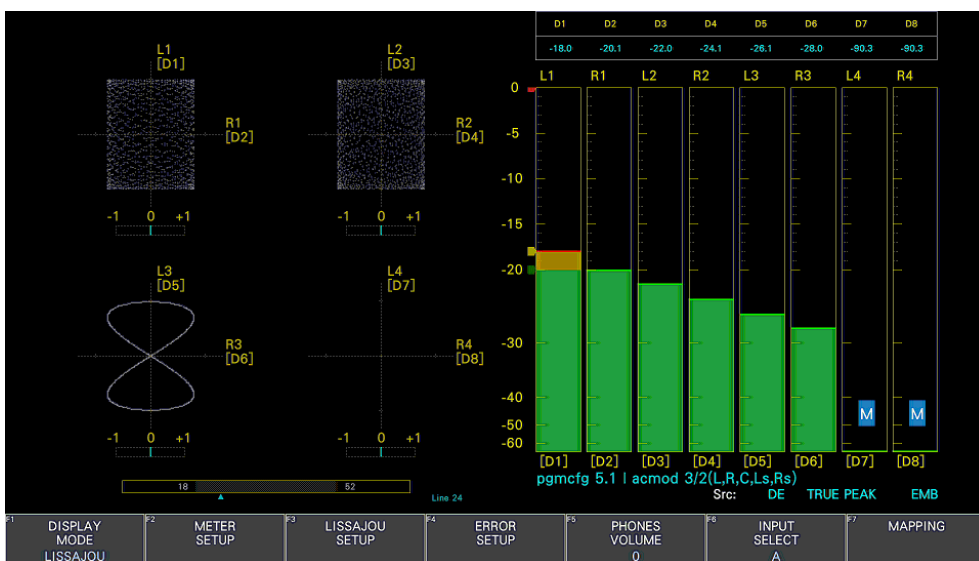 D1 D2 D3 D4 D5 D6 D7 D8
-18.0 -20.1 -22.0 -24.1 -26.1 -28.0 -90.3 -90.3
L1 R1 L2 R2 L3 R3 L4 R4
0
-5
-10
-15
-20
-30
-40
-50
-60
M M
[D1] [D2] [D3] [D4] [D5] [D6] [D7] [D8]
pgmcfg 5.1 | acmod 3/2(L,R,C,Ls,Rs)
Src: DE TRUE PEAK EMB
L1
[D1]
R1
[D2]
-1 0 +1
L2
[D3]
R2
[D4]
-1 0 +1
L3
[D5]
R3
[D6]
-1 0 +1
L4
[D7]
R4
[D8]
-1 0 +1
18 52
Line 24
F1 DISPLAY
MODE
LISSAJOU
F2 METER
SETUP
F3 LISSAJOU
SETUP
F4 ERROR
SETUP
F5 PHONES
VOLUME
0
F6 INPUT
SELECT
A
F7 MAPPING